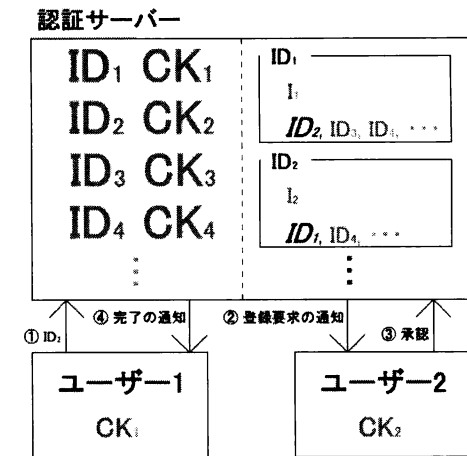 認証サーバー
ID₁ CK₁
ID₂ CK₂
ID₃ CK₃
ID₄ CK₄
⋮
ID₁
I₁
ID₂, ID₃, ID₄, ···
ID₂
I₂
ID₁, ID₄, ···
⋮
① ID₂
④ 完了の通知
② 登録要求の通知
③ 承認
ユーザー1
CK₁
ユーザー2
CK₂